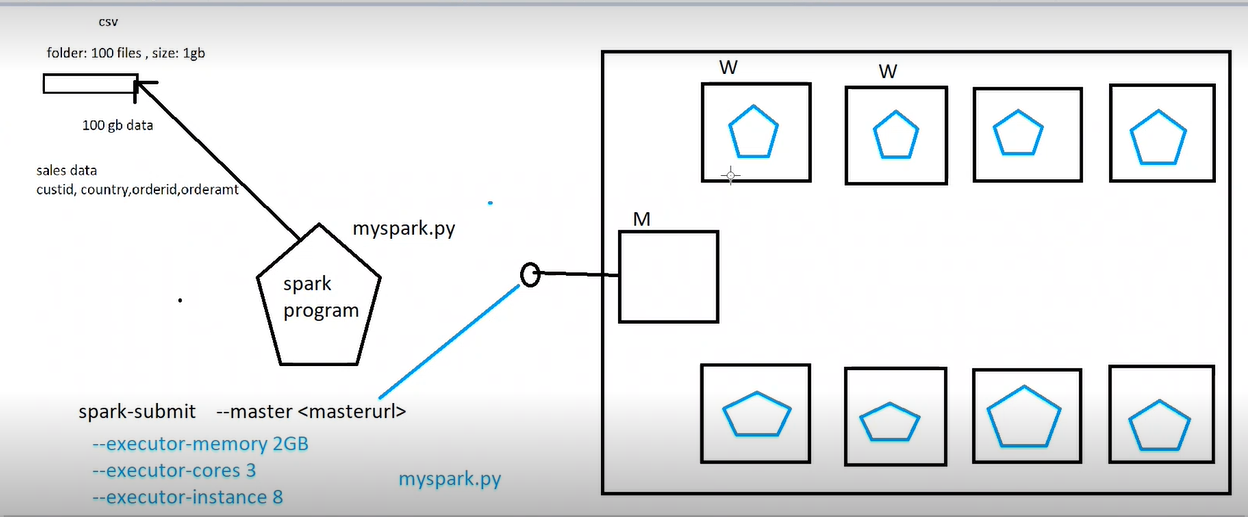 csv
folder: 100 files , size: 1gb
100 gb data
sales data
custid, country,orderid,orderamt
myspark.py
spark
program
spark-submit --master <masterurl>
--executor-memory 2GB
--executor-cores 3
--executor-instance 8
myspark.py
W
W
M